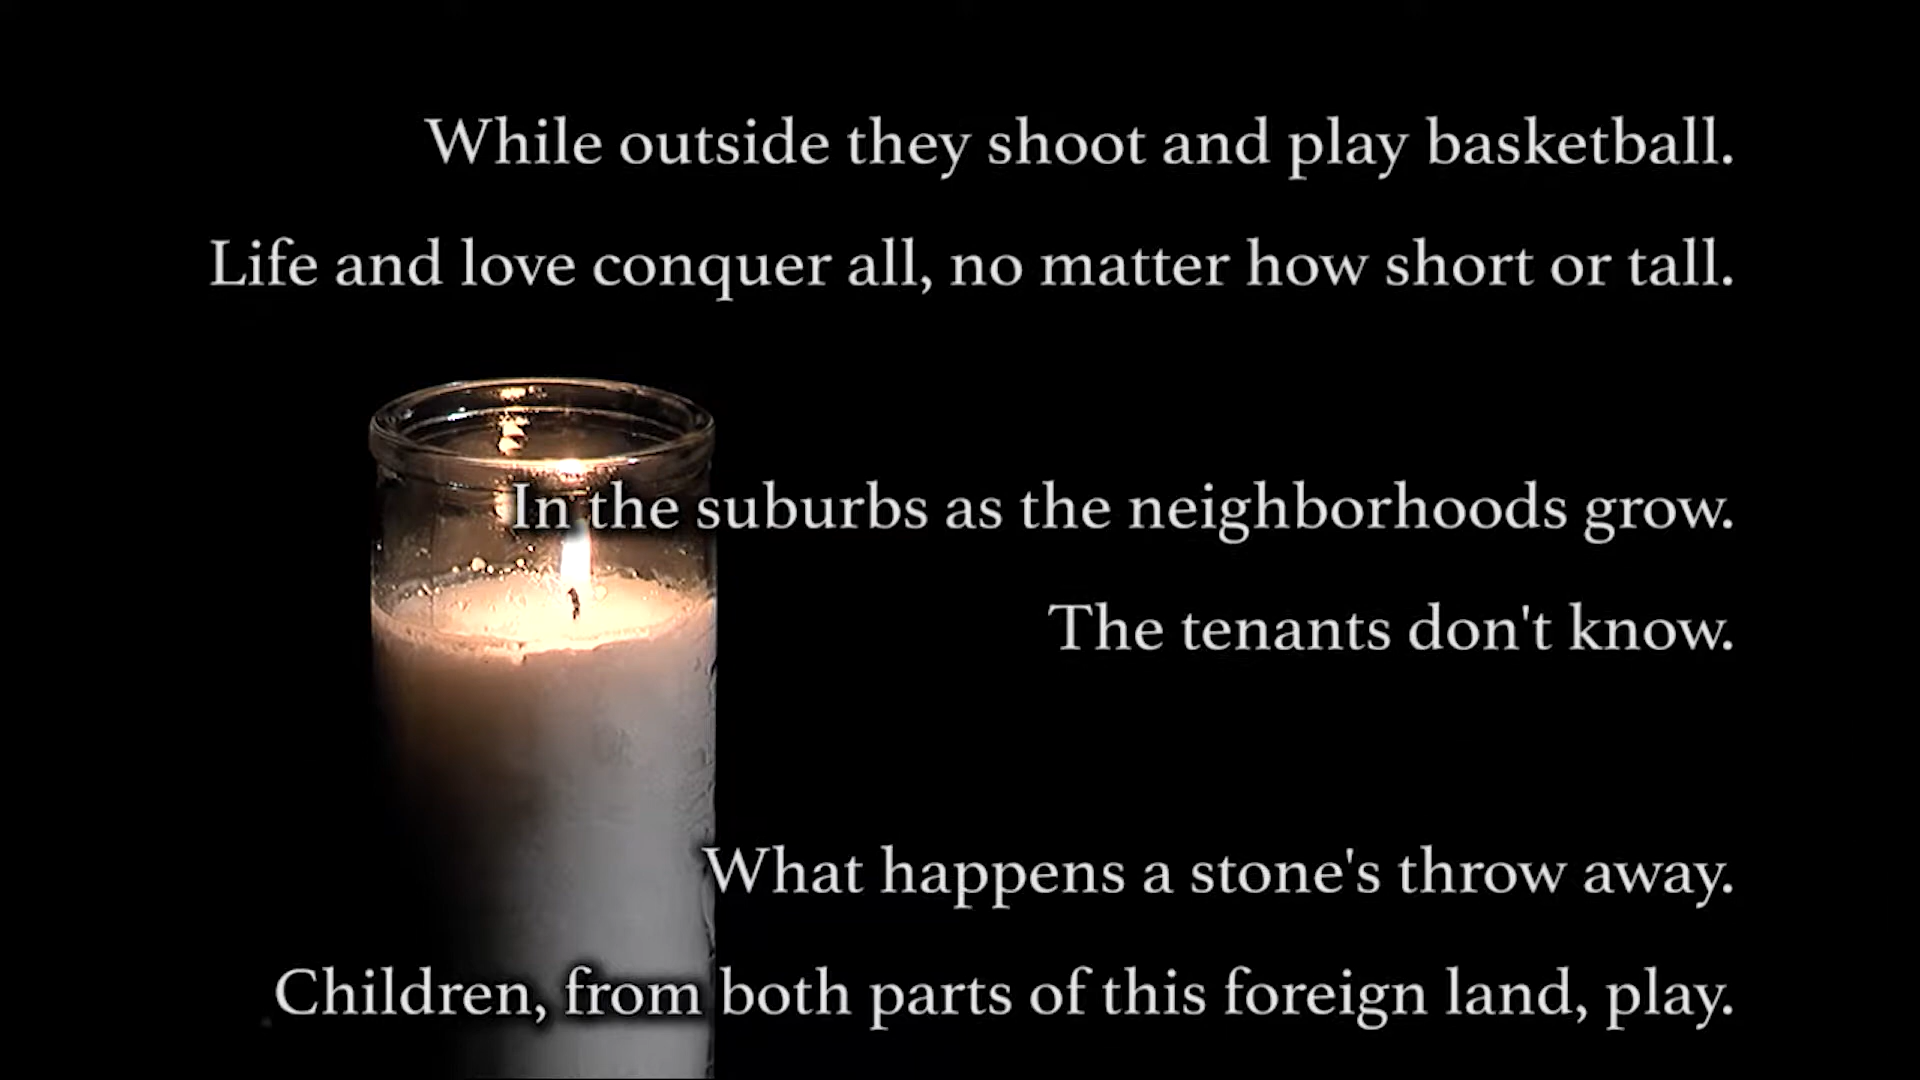 While outside they shoot and play basketball.
Life and love conquer all, no matter how short or tall.
In the suburbs as the neighborhoods grow.
The tenants don't know.
What happens a stone's throw away.
Children, from both parts of this foreign land, play.